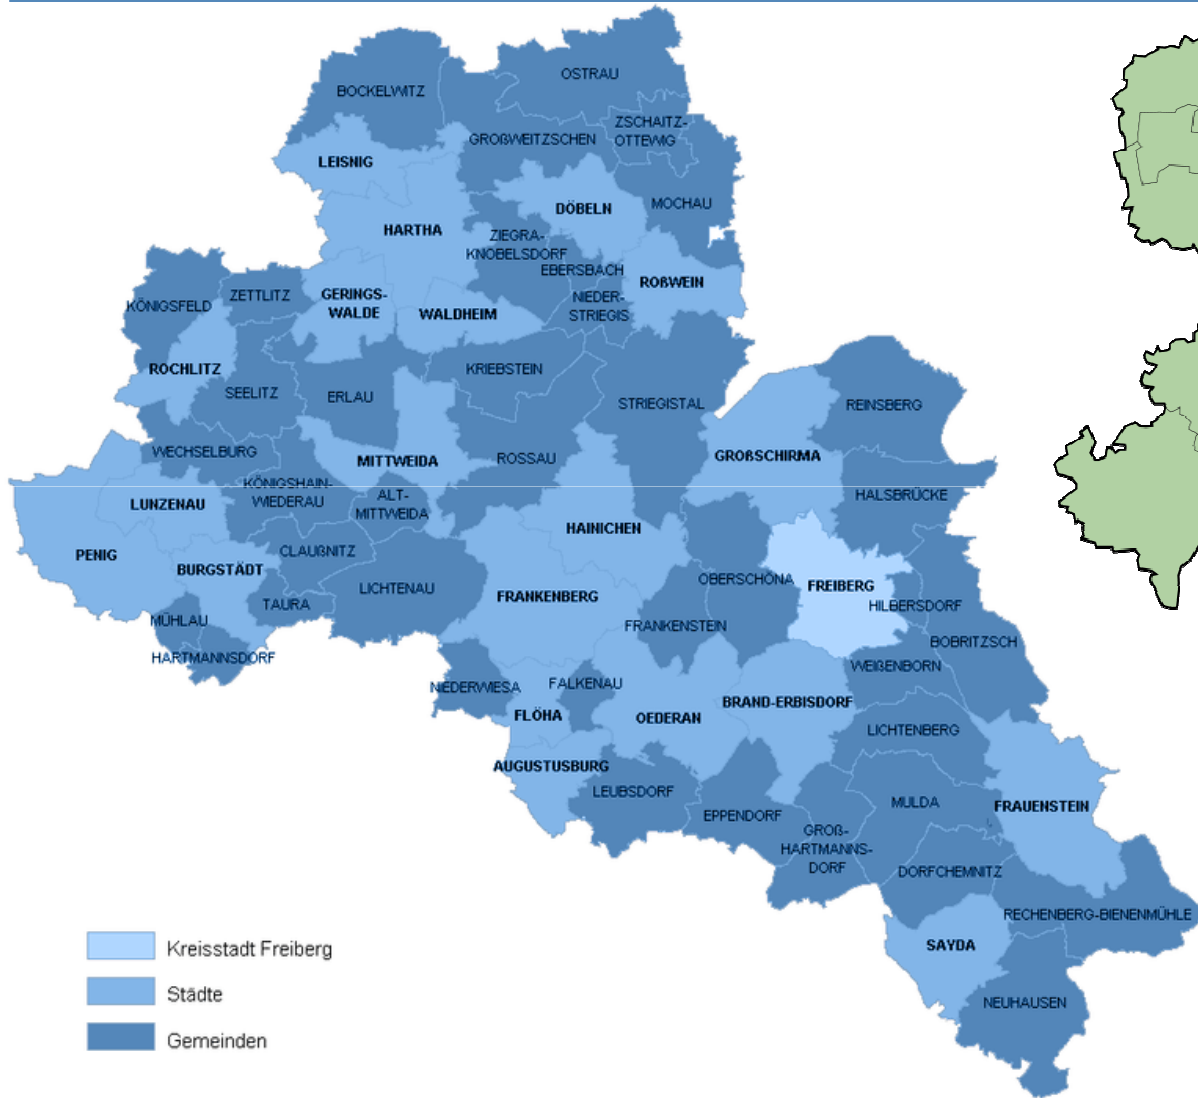 OSTRAU
BOCKELWITZ
ZSCHAITZ-
OTTEWIG
GROßWEITZSCHEN
LEISNIG
MOCHAU
DÖBELN
HARTHA
ZIEGRA-
KNOBELSDORF
EBERSBACH
ROßWEIN
ZETTLITZ
KÖNIGSFELD
GERINGS-
WALDE
WALDHEIM
NIEDER-
STRIEGIS
ROCHLITZ
KRIEBSTEIN
SEELITZ
ERLAU
STRIEGISTAL
REINSBERG
WECHSELBURG
MITTWEIDA
ROSSAU
GROßSCHIRMA
KÖNIGSHAIN-
WIEDERAU
ALT-
MITTWEIDA
HALSBRÜCKE
LUNZENAU
HAINICHEN
PENIG
CLAUßNITZ
BURGSTÄDT
LICHTENAU
FRANKENBERG
OBERSCHÖNA
FREIBERG
HILBERSDORF
TAURA
MÜHLAU
FRANKENSTEIN
BOBRITZSCH
HARTMANNSDORF
WEIßENBORN
NIEDERWIESA
FALKENAU
FLÖHA
OEDERAN
BRAND-ERBISDORF
LICHTENBERG
AUGUSTUSBURG
LEUBSDORF
EPPENDORF
MULDA
FRAUENSTEIN
GROß-
HARTMANNS-
DORF
DORFCHEMNITZ
RECHENBERG-BIENENMÜHLE
SAYDA
NEUHAUSEN
Kreisstadt Freiberg
Städte
Gemeinden